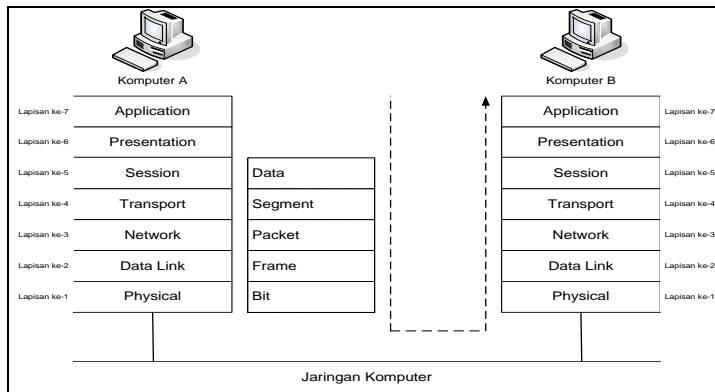 Komputer A
Komputer B
Lapisan ke-7 Application Application Lapisan ke-7
Lapisan ke-6 Presentation Presentation Lapisan ke-6
Lapisan ke-5 Session Data Session Lapisan ke-5
Lapisan ke-4 Transport Segment Transport Lapisan ke-4
Lapisan ke-3 Network Packet Network Lapisan ke-3
Lapisan ke-2 Data Link Frame Data Link Lapisan ke-2
Lapisan ke-1 Physical Bit Physical Lapisan ke-1
Jaringan Komputer